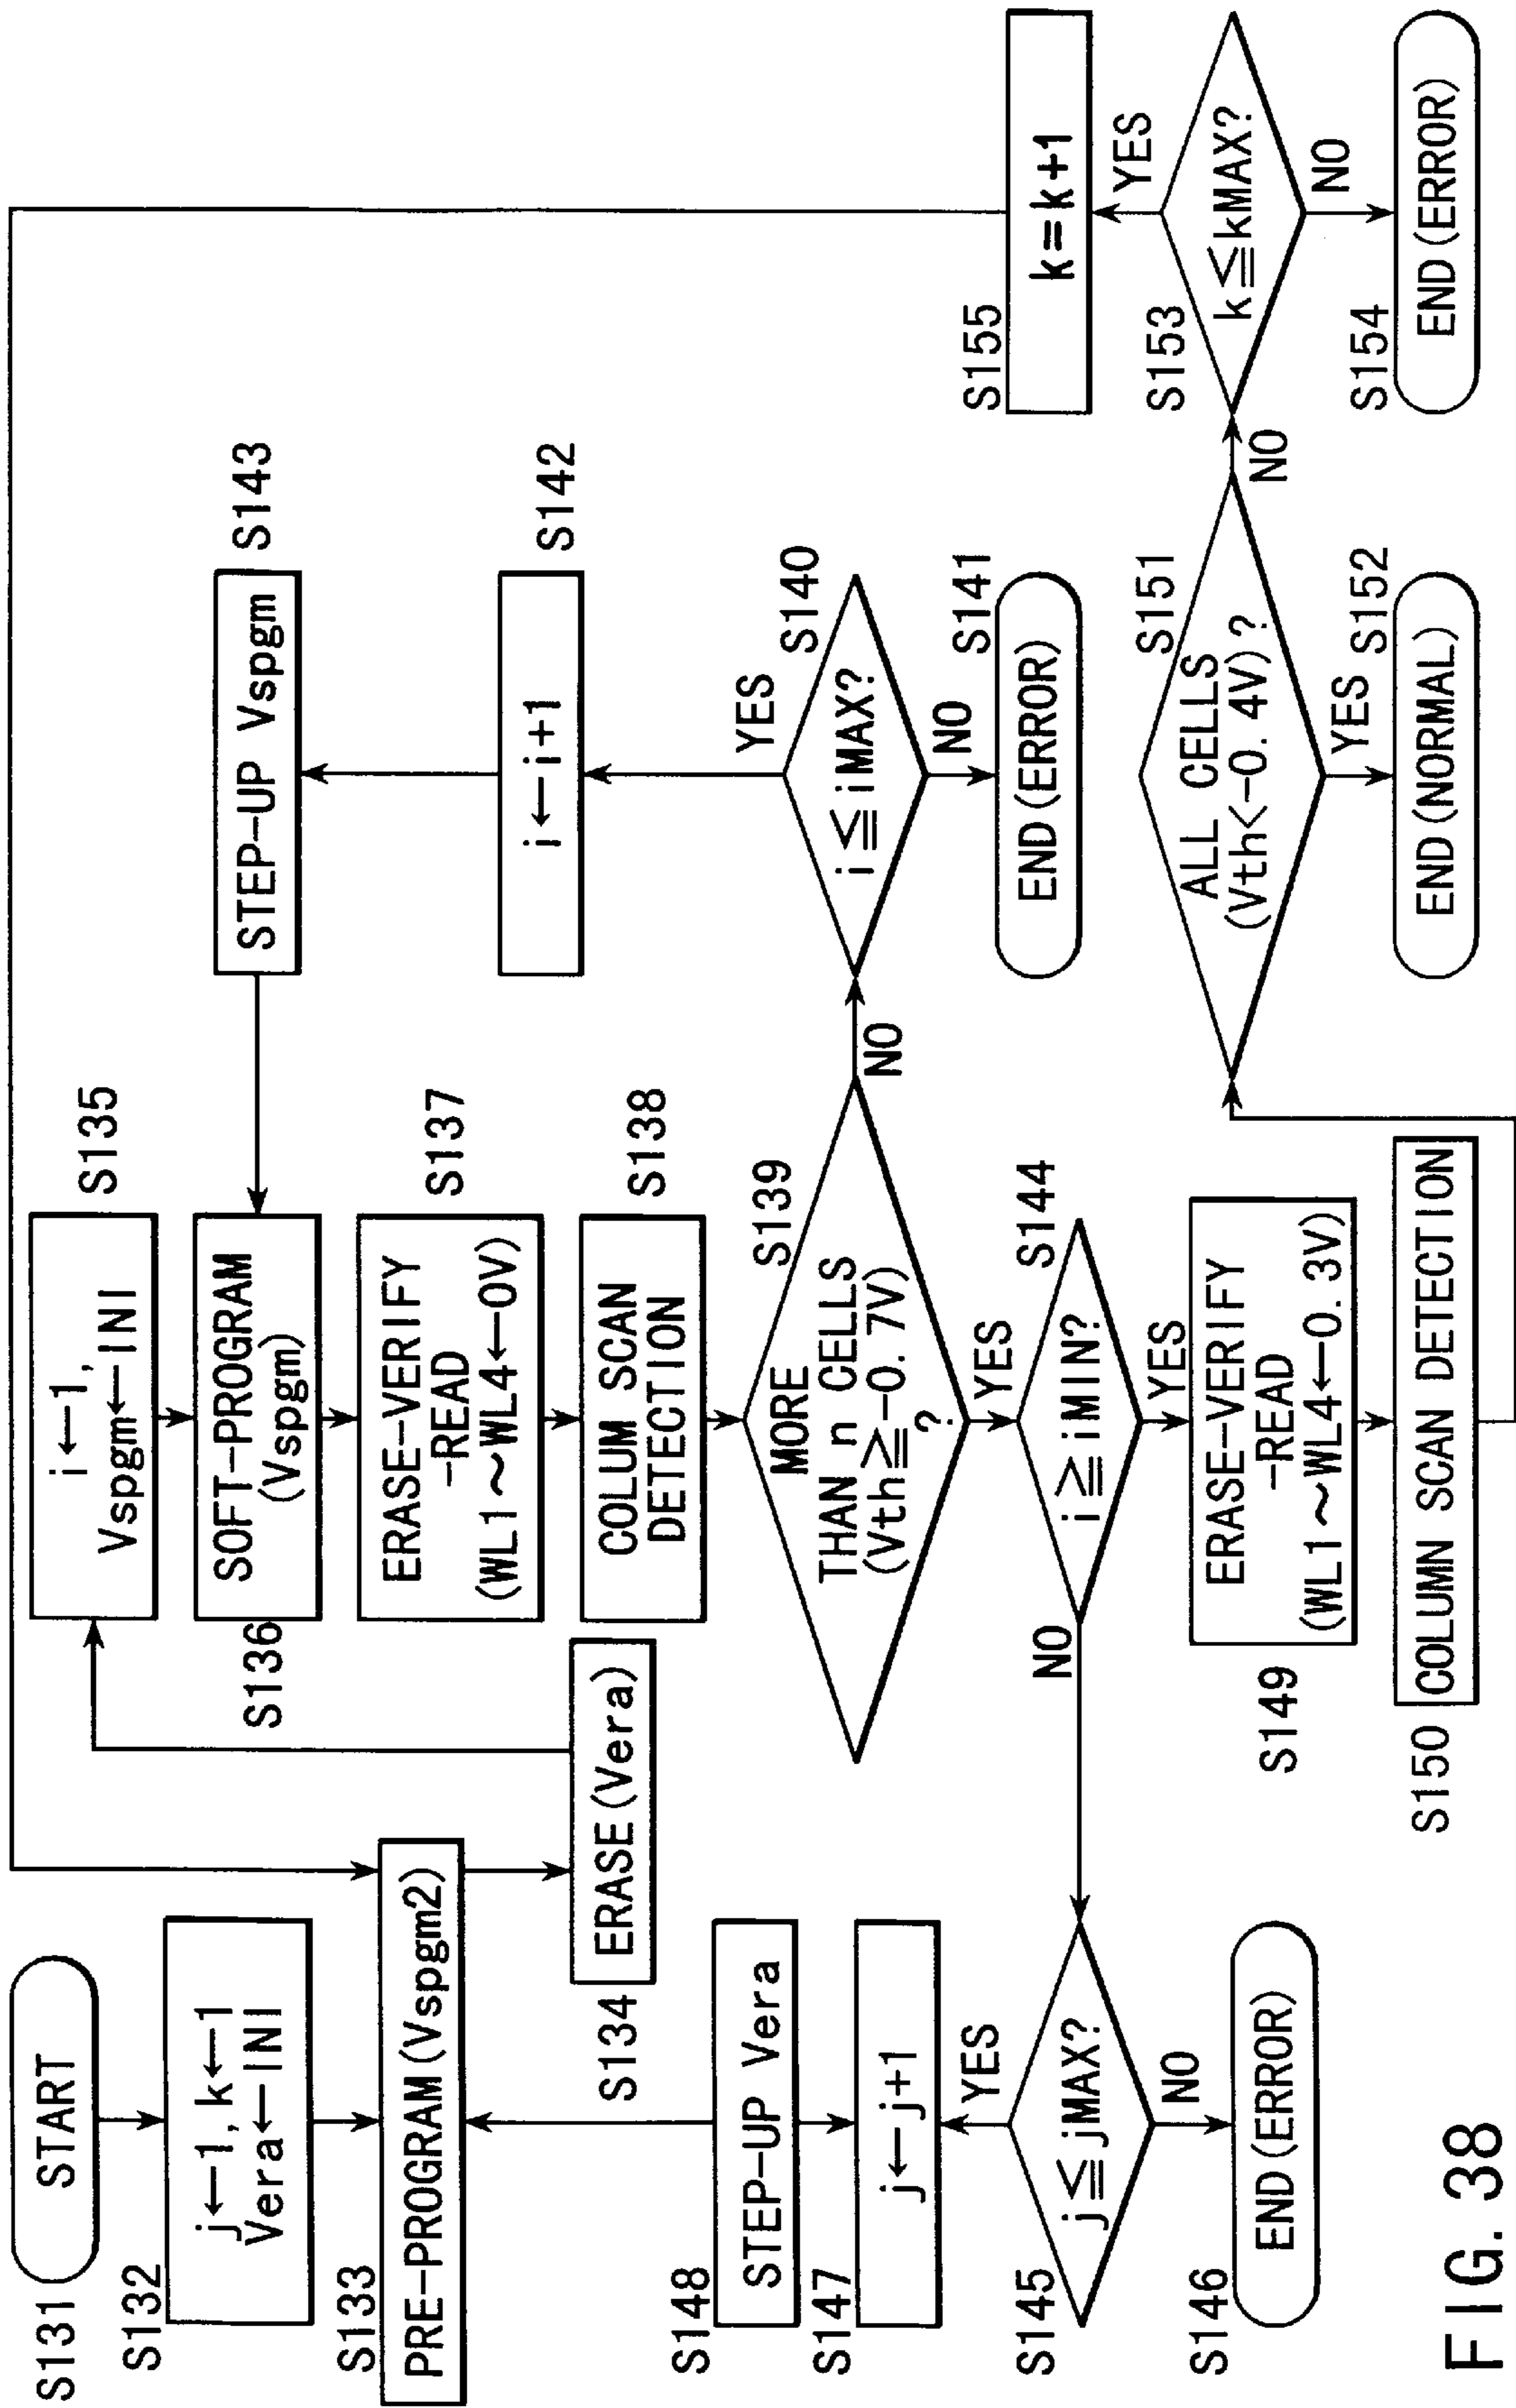 S131
START
S132
j←1, k←1
Vera←INI
S133
PRE-PROGRAM(Vspgm2)
S134
ERASE(Vera)
S135
i←1,
Vspgm←INI
S136
SOFT-PROGRAM
(Vspgm)
S137
ERASE-VERIFY
-READ
(WL1~WL4←0V)
S138
COLUM SCAN
DETECTION
S139
MORE
THAN n CELLS
(Vth≧-0.7V)
?
NO
YES
S140
i≦iMAX?
YES
NO
S141
END(ERROR)
S142
i←i+1
S143
STEP-UP Vspgm
S144
i≧iMIN?
NO
YES
S145
j≦jMAX?
YES
NO
S146
END(ERROR)
S147
j←j+1
S148
STEP-UP Vera
S149
ERASE-VERIFY
-READ
(WL1~WL4←0.3V)
S150
COLUMN SCAN DETECTION
S151
ALL CELLS
(Vth<-0.4V)?
NO
YES
S152
END(NORMAL)
S153
k≦kMAX?
YES
NO
S154
END(ERROR)
S155
k=k+1
FIG. 38